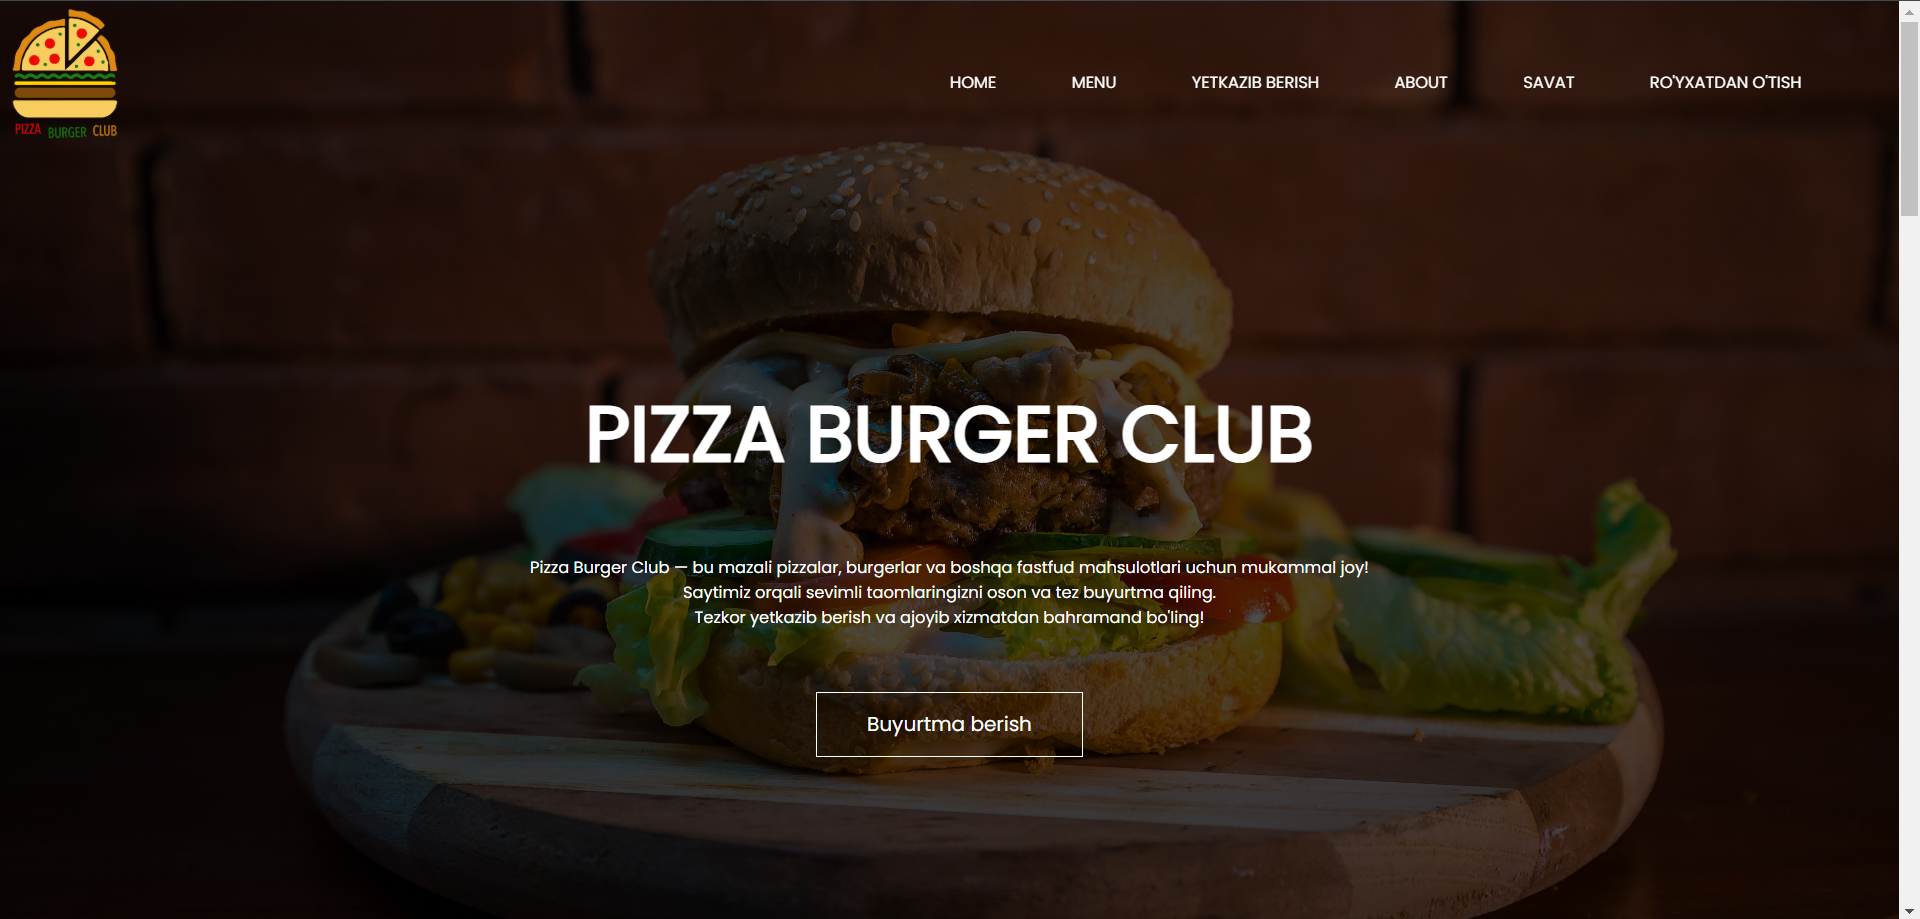 PIZZA BURGER CLUB
HOME MENU YETKAZIB BERISH ABOUT SAVAT RO'YXATDAN O'TISH
PIZZA BURGER CLUB
Pizza Burger Club — bu mazali pizzalar, burgerlar va boshqa fastfud mahsulotlari uchun mukammal joy!
Saytimiz orqali sevimli taomlaringizni oson va tez buyurtma qiling.
Tezkor yetkazib berish va ajoyib xizmatdan bahramand bo'ling!
Buyurtma berish